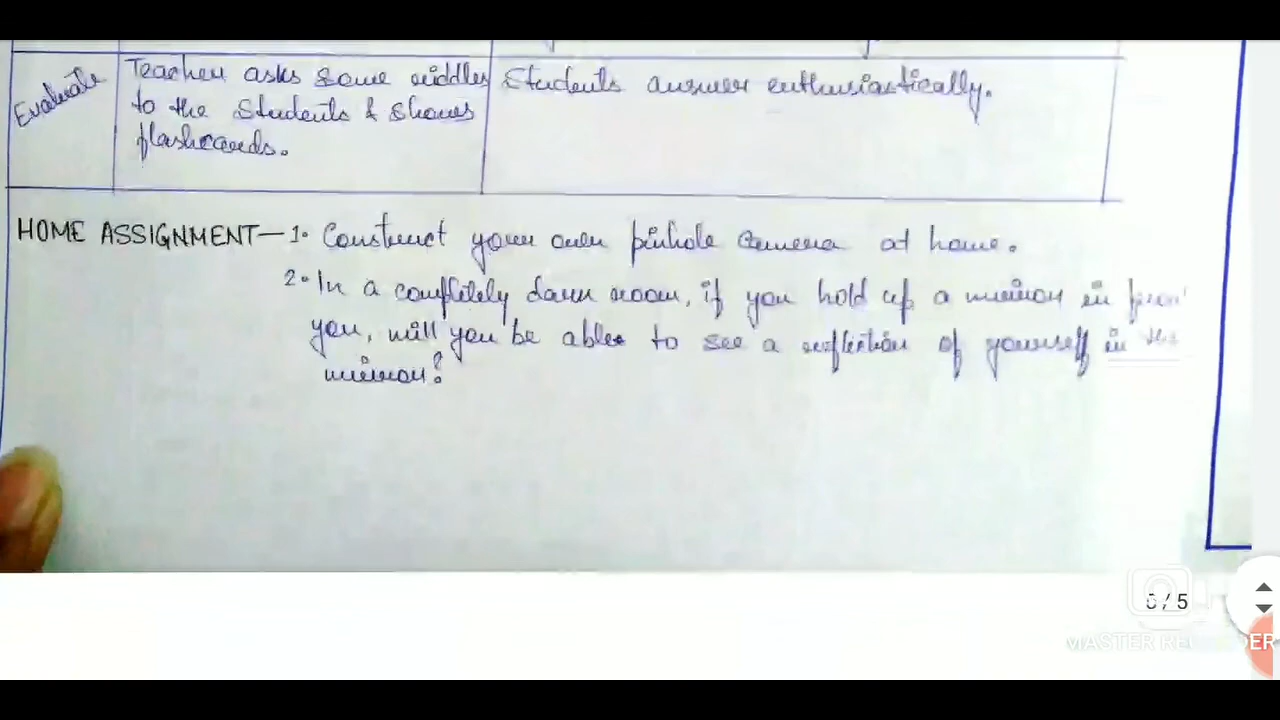 Evaluate
Teacher asks some riddles
to the students & shows
flashcards.
Students answer enthusiastically.
HOME ASSIGNMENT— 1. Construct your own pinhole camera at home.
2. In a completely dark room, if you hold up a mirror in front
you, will you be able to see a reflection of yourself in the
mirror?
5 / 5
MASTER RECORDER